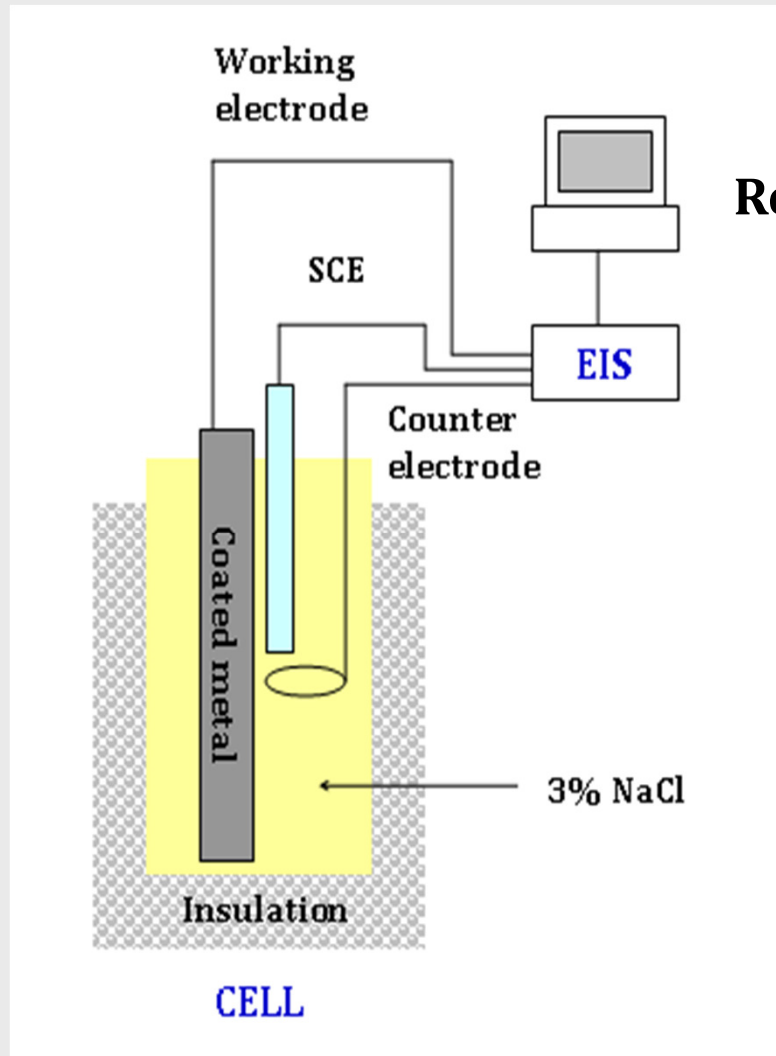 Working
electrode
SCE
EIS
Counter
electrode
Coated metal
3% NaCl
Insulation
CELL